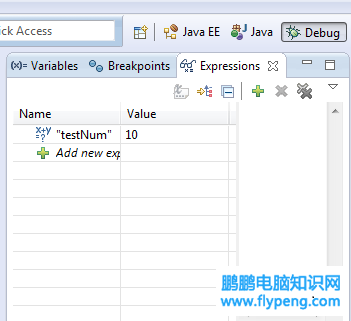 ck Access
Java EE
Java
Debug
(x)= Variables
Breakpoints
Expressions
Name
Value
x+y
=?
"testNum"
10
Add new exp
鹏鹏电脑知识网
www.flypeng.com